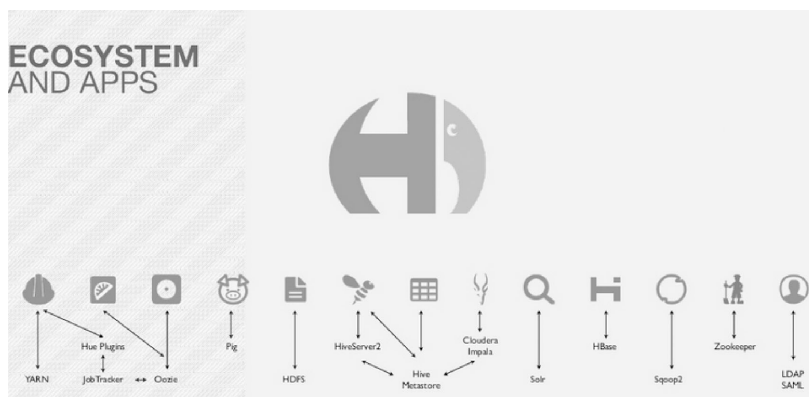 ECOSYSTEM
AND APPS
Hue Plugins
Pig
HiveServer2
Cloudera
Impala
HBase
Zookeeper
YARN
JobTracker
Oozie
HDFS
Hive
Metastore
Solr
Sqoop2
LDAP
SAML